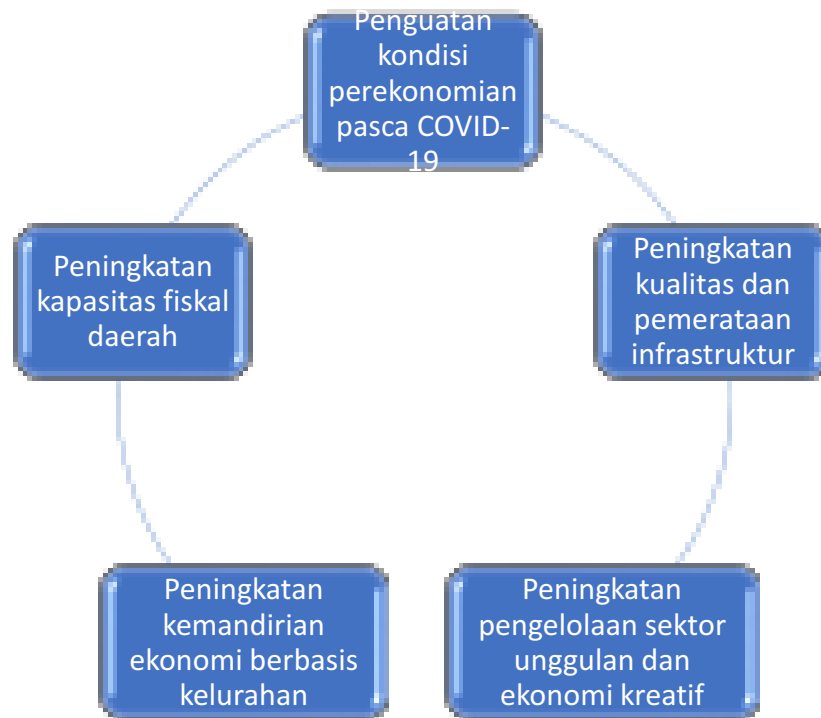 Penguatan
kondisi
perekonomian
pasca COVID-
19
Peningkatan
kapasitas fiskal
daerah
Peningkatan
kualitas dan
pemerataan
infrastruktur
Peningkatan
kemandirian
ekonomi berbasis
kelurahan
Peningkatan
pengelolaan sektor
unggulan dan
ekonomi kreatif